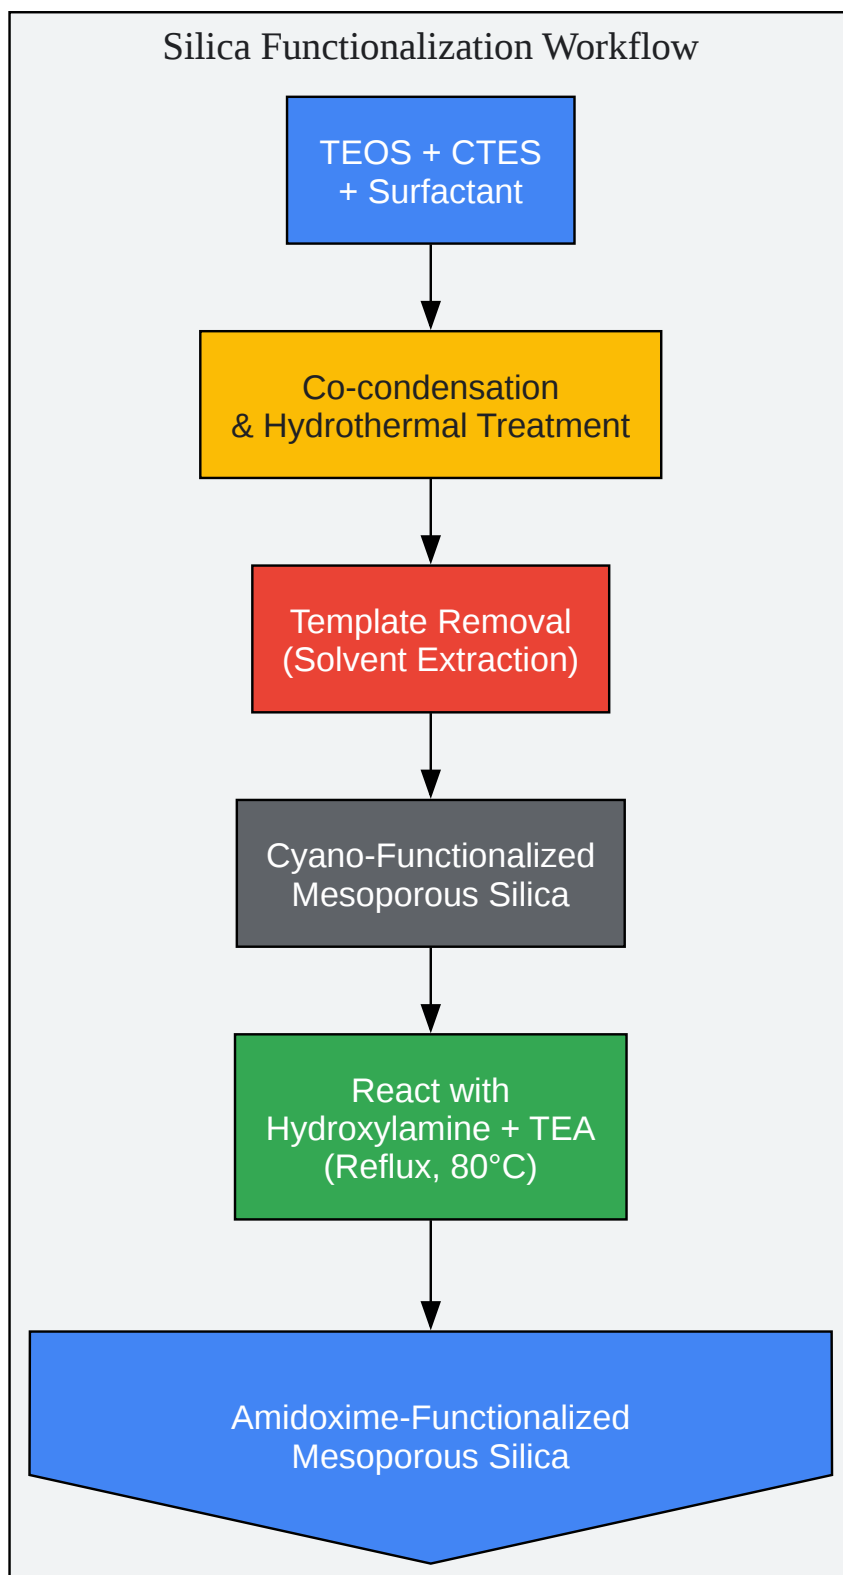 Silica Functionalization Workflow
TEOS + CTES
+ Surfactant
Co-condensation
& Hydrothermal Treatment
Template Removal
(Solvent Extraction)
Cyano-Functionalized
Mesoporous Silica
React with
Hydroxylamine + TEA
(Reflux, 80°C)
Amidoxime-Functionalized
Mesoporous Silica